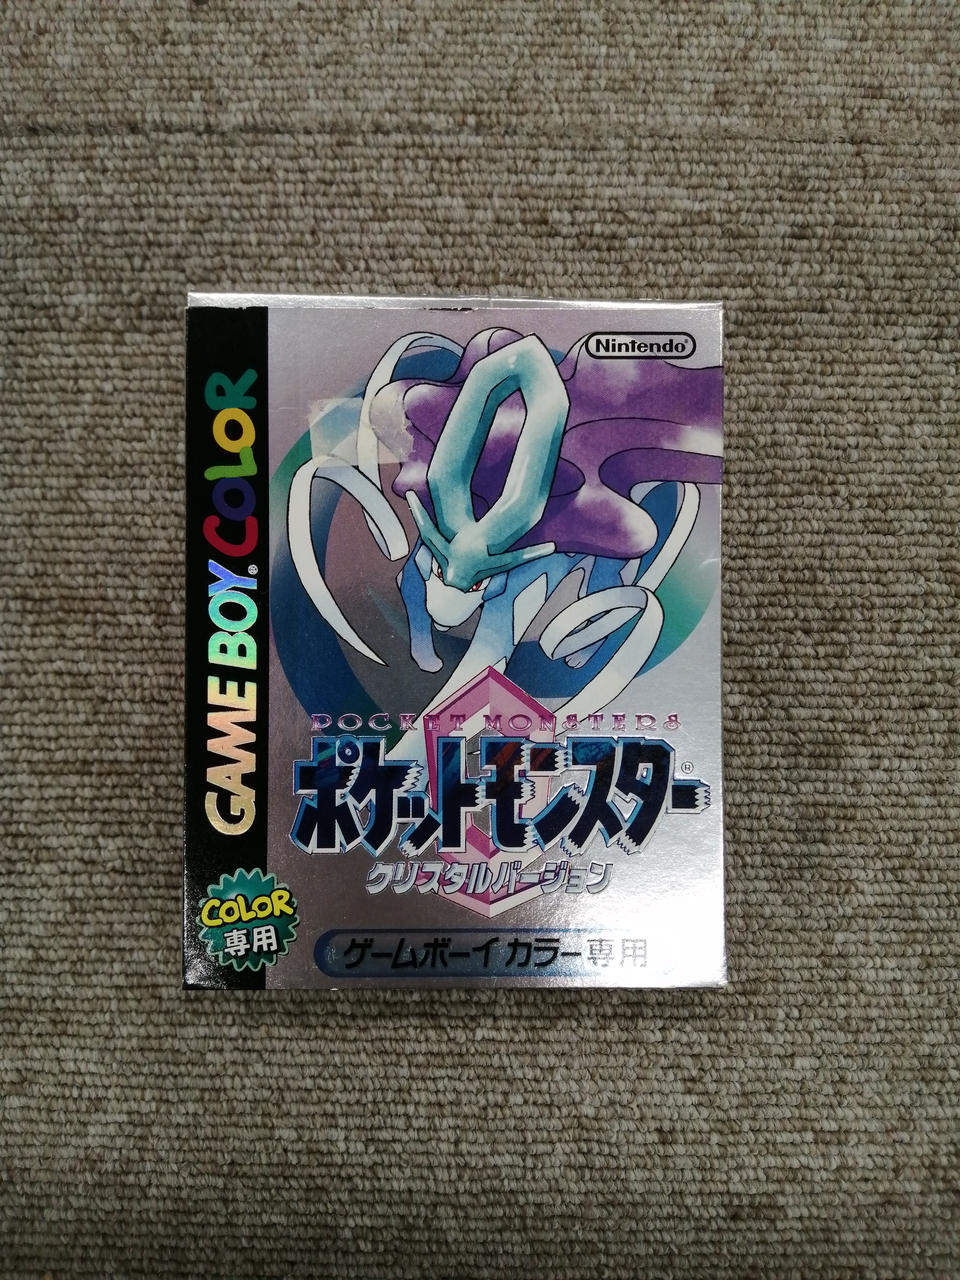 Nintendo
GAME BOY COLOR
POCKET MONSTERS
ポケットモンスター®
クリスタルバージョン
COLOR
専用
ゲームボーイカラー専用